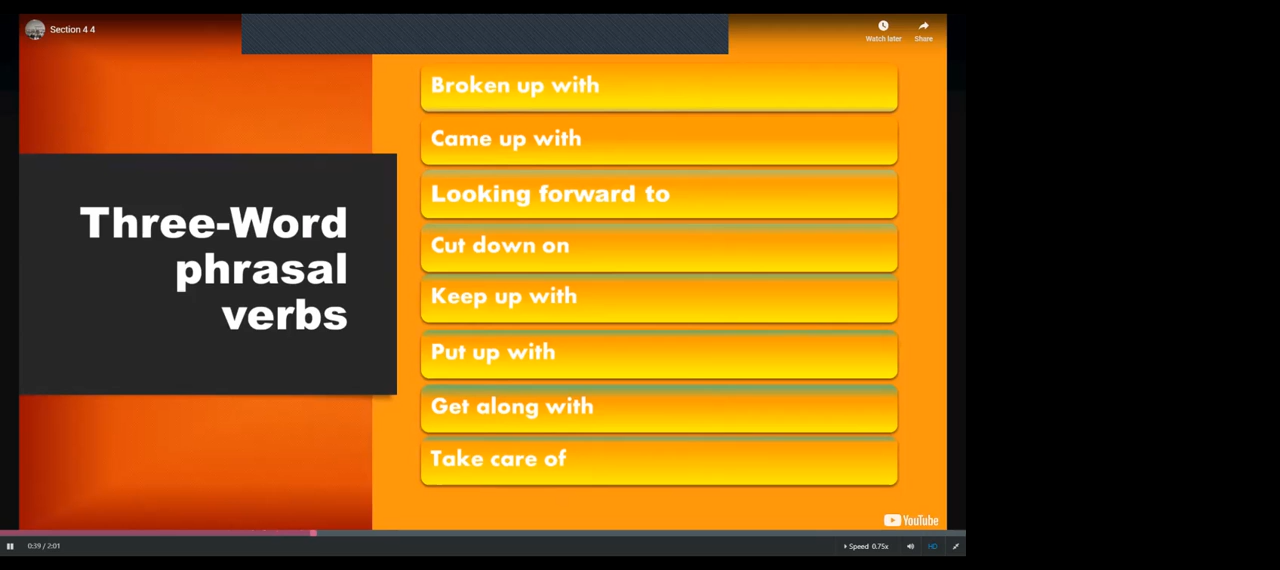 Section 4 4
Watch later
Share
Three-Word
phrasal
verbs
Broken up with
Came up with
Looking forward to
Cut down on
Keep up with
Put up with
Get along with
Take care of
YouTube
0:39 / 2:01
Speed 0.75x
HD